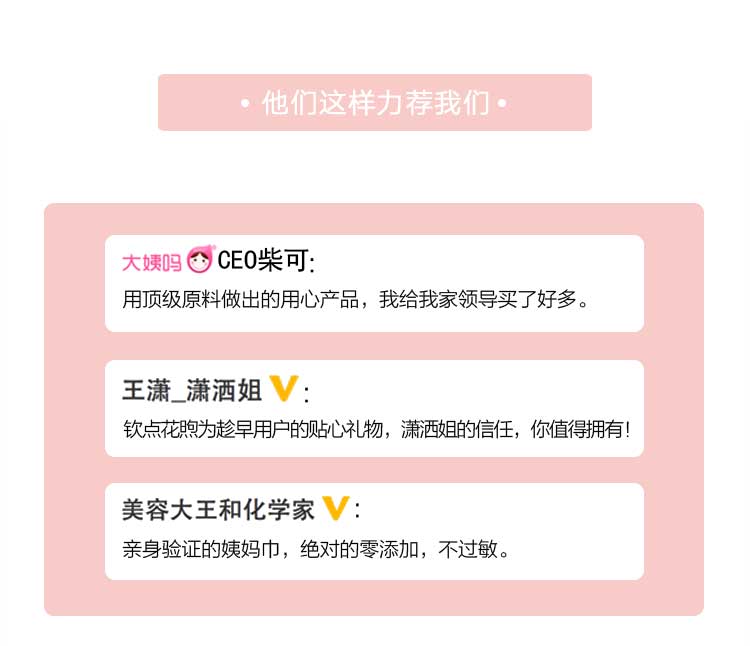 • 他们这样力荐我们 •
大姨吗 CEO柴可:
用顶级原料做出的用心产品，我给我家领导买了好多。
王潇_潇洒姐 V :
钦点花煦为趁早用户的贴心礼物，潇洒姐的信任，你值得拥有！
美容大王和化学家 V :
亲身验证的姨妈巾，绝对的零添加，不过敏。